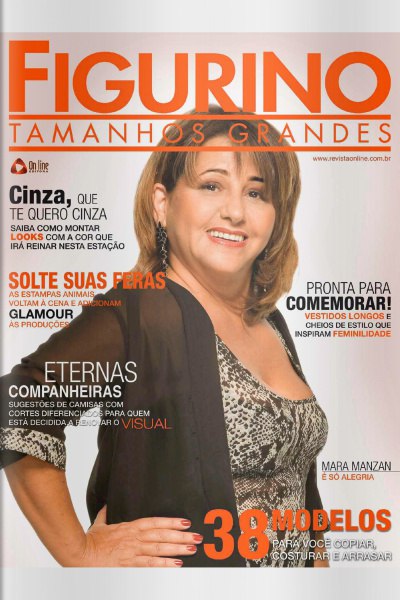 FIGURINO
TAMANHOS GRANDES
On line
www.revistaonline.com.br
Cinza, QUE
TE QUERO CINZA
SAIBA COMO MONTAR
LOOKS COM A COR QUE
IRÁ REINAR NESTA ESTAÇÃO
SOLTE SUAS FERAS
AS ESTAMPAS ANIMAIS
VOLTAM À CENA E ADICIONAM
GLAMOUR
AS PRODUÇÕES
PRONTA PARA
COMEMORAR!
VESTIDOS LONGOS E
CHEIOS DE ESTILO QUE
INSPIRAM FEMINILIDADE
ETERNAS
COMPANHEIRAS
SUGESTÕES DE CAMISAS COM
CORTES DIFERENCIADOS PARA QUEM
ESTÁ DECIDIDA A RENOVAR O VISUAL
MARA MANZAN
É SÓ ALEGRIA
38 MODELOS
PARA VOCÊ COPIAR,
COSTURAR E ARRASAR